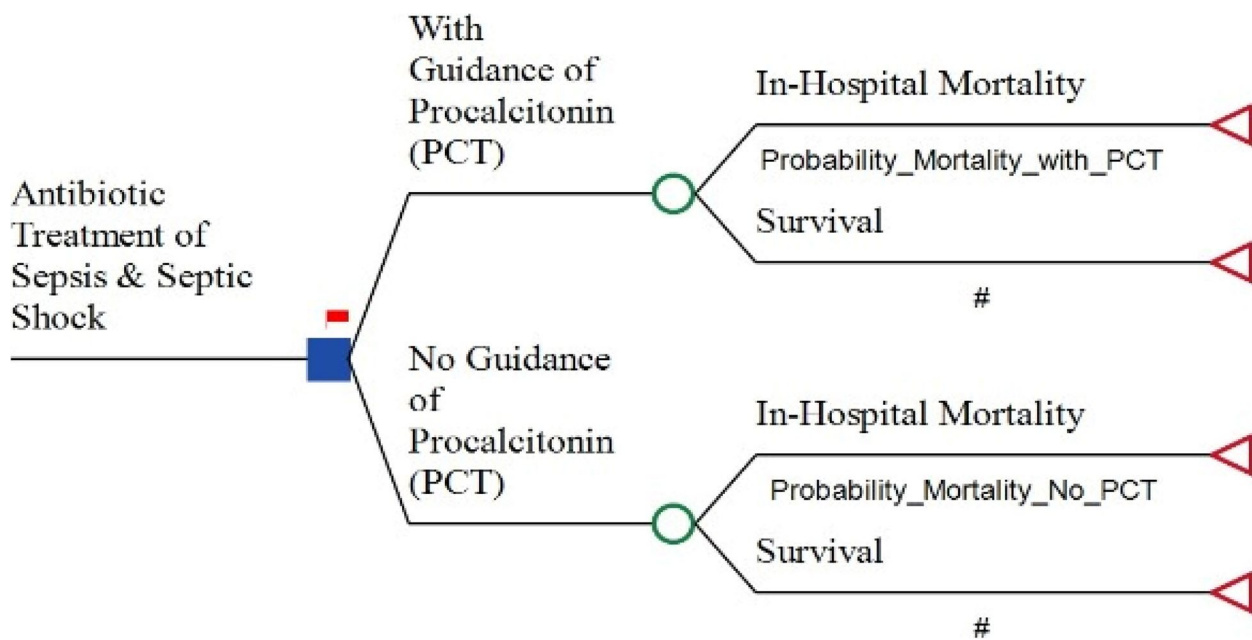 With
Guidance of
Procalcitonin
(PCT)
In-Hospital Mortality
Probability_Mortality_with_PCT
Survival
#
Antibiotic
Treatment of
Sepsis & Septic
Shock
No Guidance
of
Procalcitonin
(PCT)
In-Hospital Mortality
Probability_Mortality_No_PCT
Survival
#